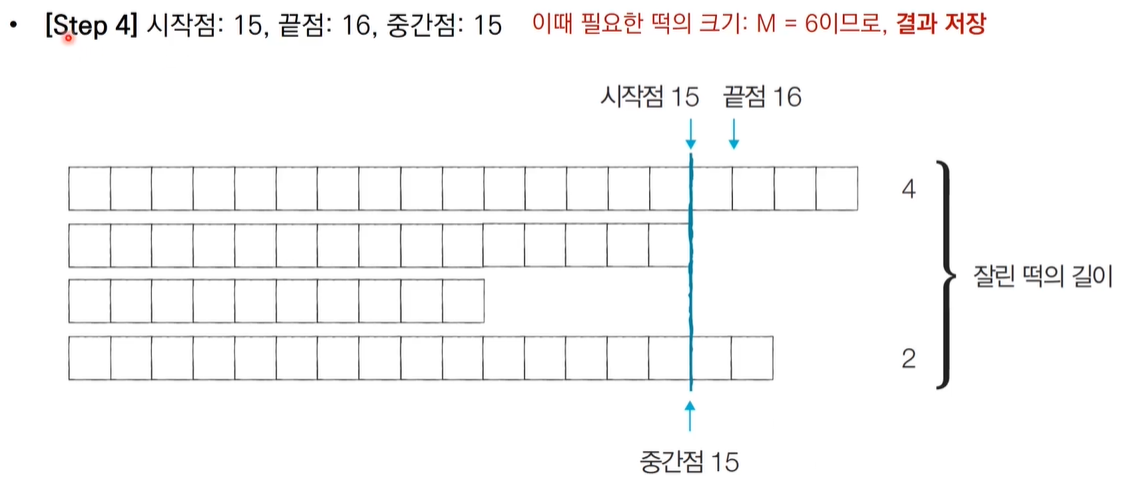 • [Step 4] 시작점: 15, 끝점: 16, 중간점: 15 이때 필요한 떡의 크기: M = 6이므로, 결과 저장
시작점 15 끝점 16
4
잘린 떡의 길이
2
중간점 15